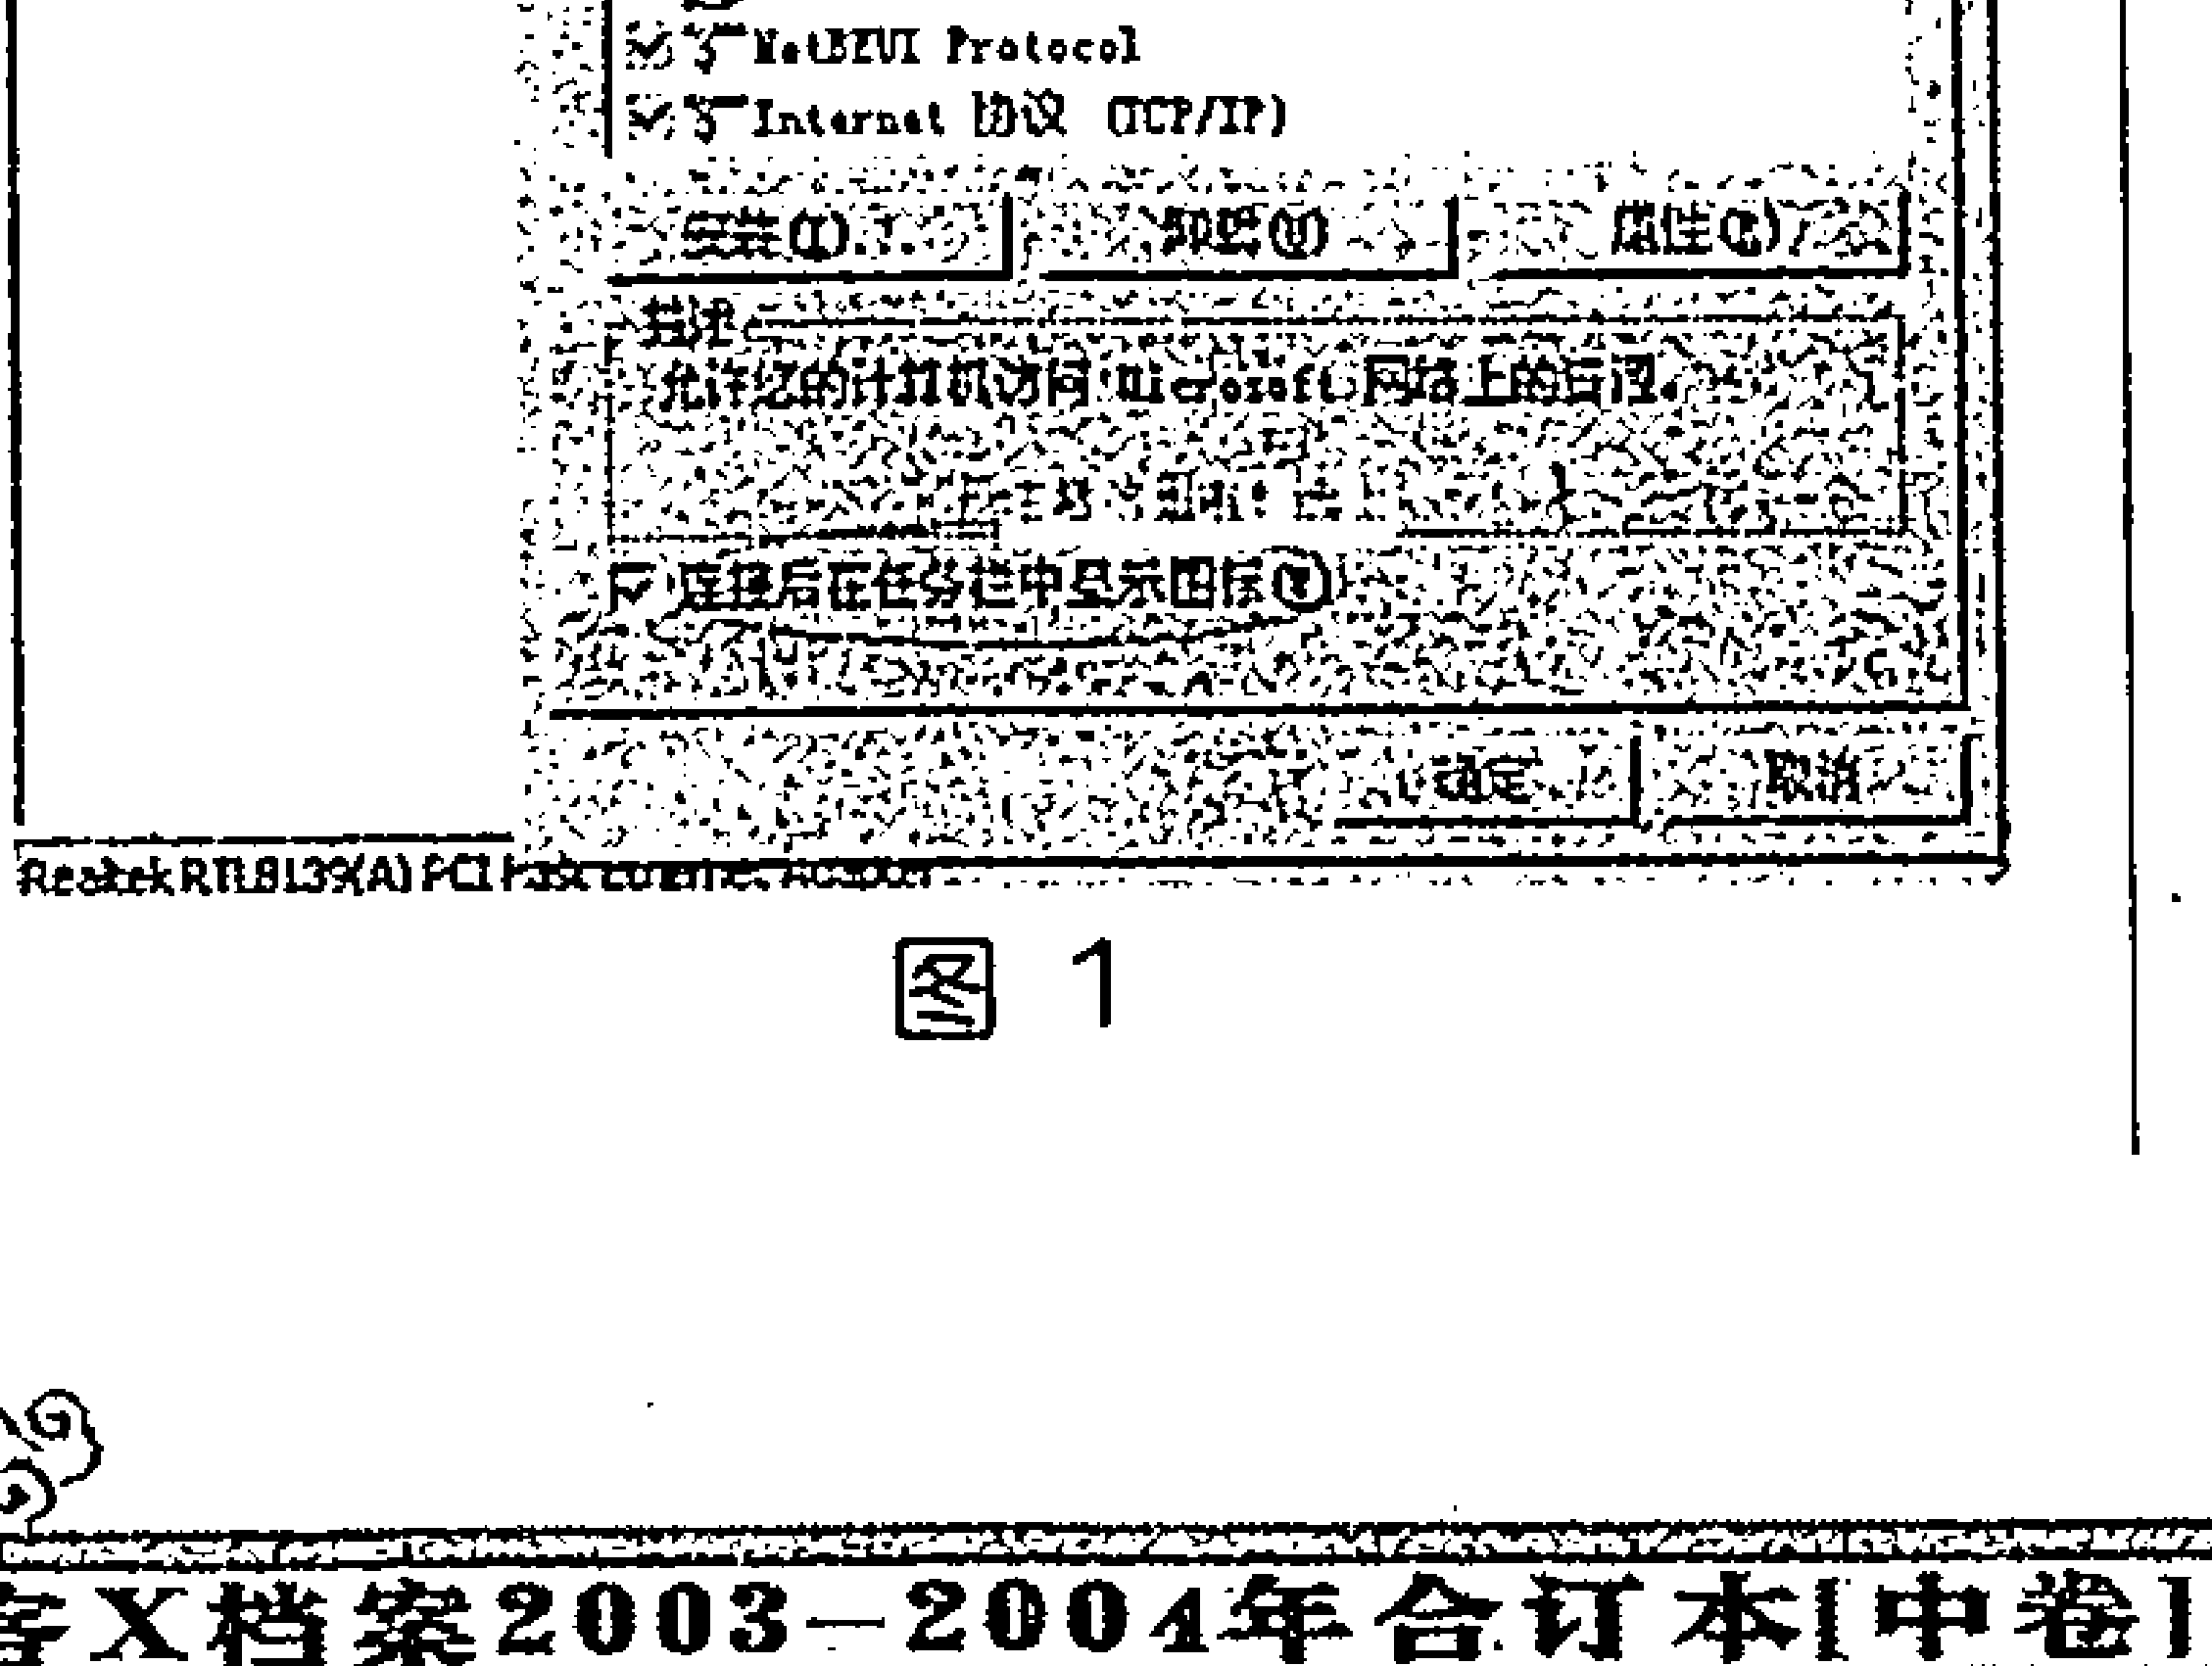 NetBEUI Protocol
Internet 协议 (TCP/IP)
安装(I)... 卸载(U) 属性(R)
描述
允许您的计算机访问 Microsoft 网络上的资源。
连接后在任务栏中显示图标(W)
确定 取消
Realtek RTL8139(A) PCI Fast Ethernet Adapter
图 1
客X档案2003-2004年合订本[中卷]